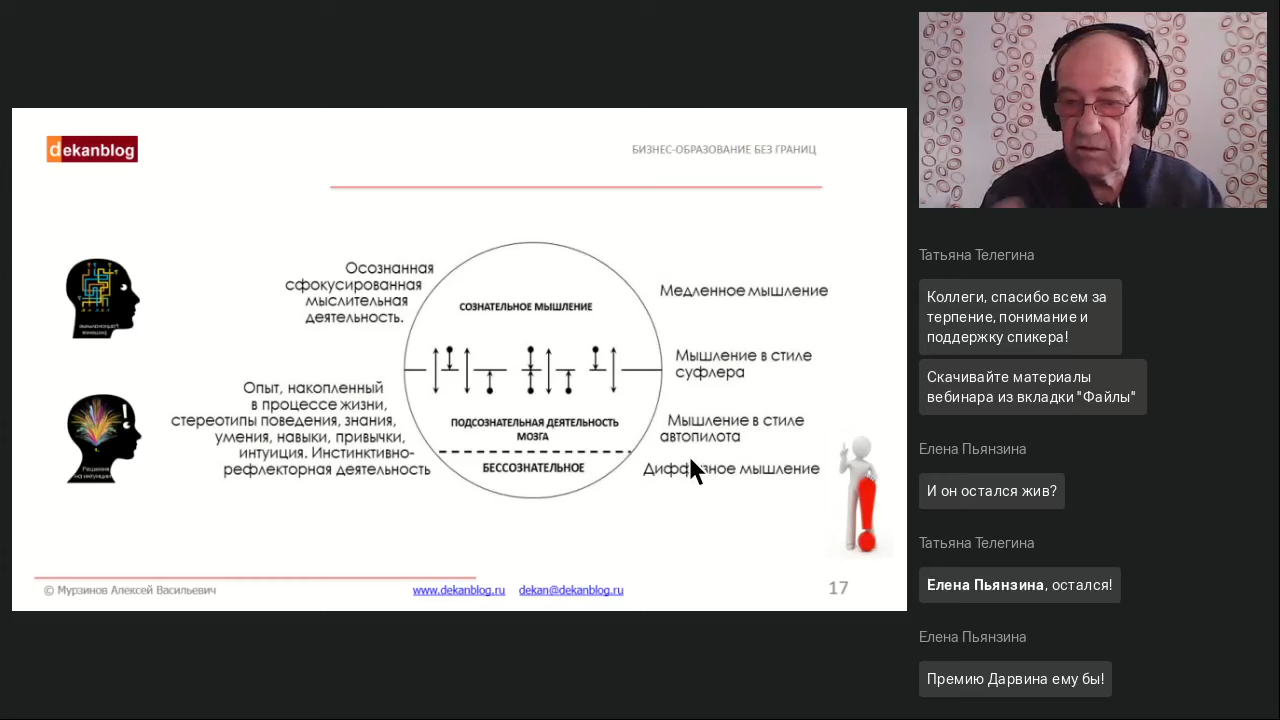 dekanblog
БИЗНЕС-ОБРАЗОВАНИЕ БЕЗ ГРАНИЦ
Осознанная
сфокусированная
мыслительная
деятельность.
СОЗНАТЕЛЬНОЕ МЫШЛЕНИЕ
Медленное мышление
Мышление в стиле
суфлера
Опыт, накопленный
в процессе жизни,
стереотипы поведения, знания,
умения, навыки, привычки,
интуиция. Инстинктивно-
рефлекторная деятельность
ПОДСОЗНАТЕЛЬНАЯ ДЕЯТЕЛЬНОСТЬ
МОЗГА
БЕССОЗНАТЕЛЬНОЕ
Мышление в стиле
автопилота
Диффузное мышление
Решения
на интуиции
© Мурзинов Алексей Васильевич
www.dekanblog.ru dekan@dekanblog.ru
17
Татьяна Телегина
Коллеги, спасибо всем за
терпение, понимание и
поддержку спикера!
Скачивайте материалы
вебинара из вкладки "Файлы"
Елена Пьянзина
И он остался жив?
Татьяна Телегина
Елена Пьянзина, остался!
Елена Пьянзина
Премию Дарвина ему бы!